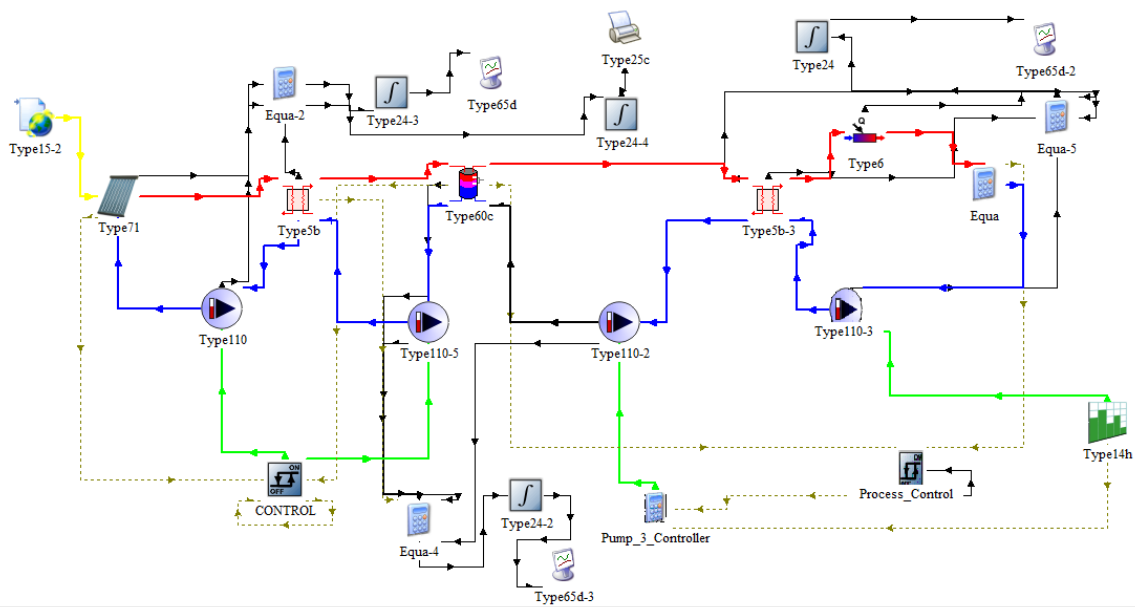 Type24
Type25c
Type65d-2
Type65d
Equa-2
Type24-3
Type24-4
Type15-2
Equa-5
Type6
Type71
Type5b
Type60c
Type5b-3
Equa
Type110
Type110-5
Type110-2
Type110-3
Type14h
ON
OFF
CONTROL
Process_Control
Equa-4
Type24-2
Pump_3_Controller
Type65d-3